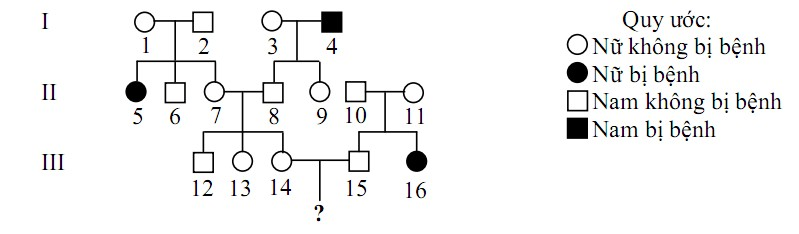 I
1 2 3 4
II
5 6 7 8 9 10 11
III
12 13 14 15 16
?
Quy ước:
Nữ không bị bệnh
Nữ bị bệnh
Nam không bị bệnh
Nam bị bệnh